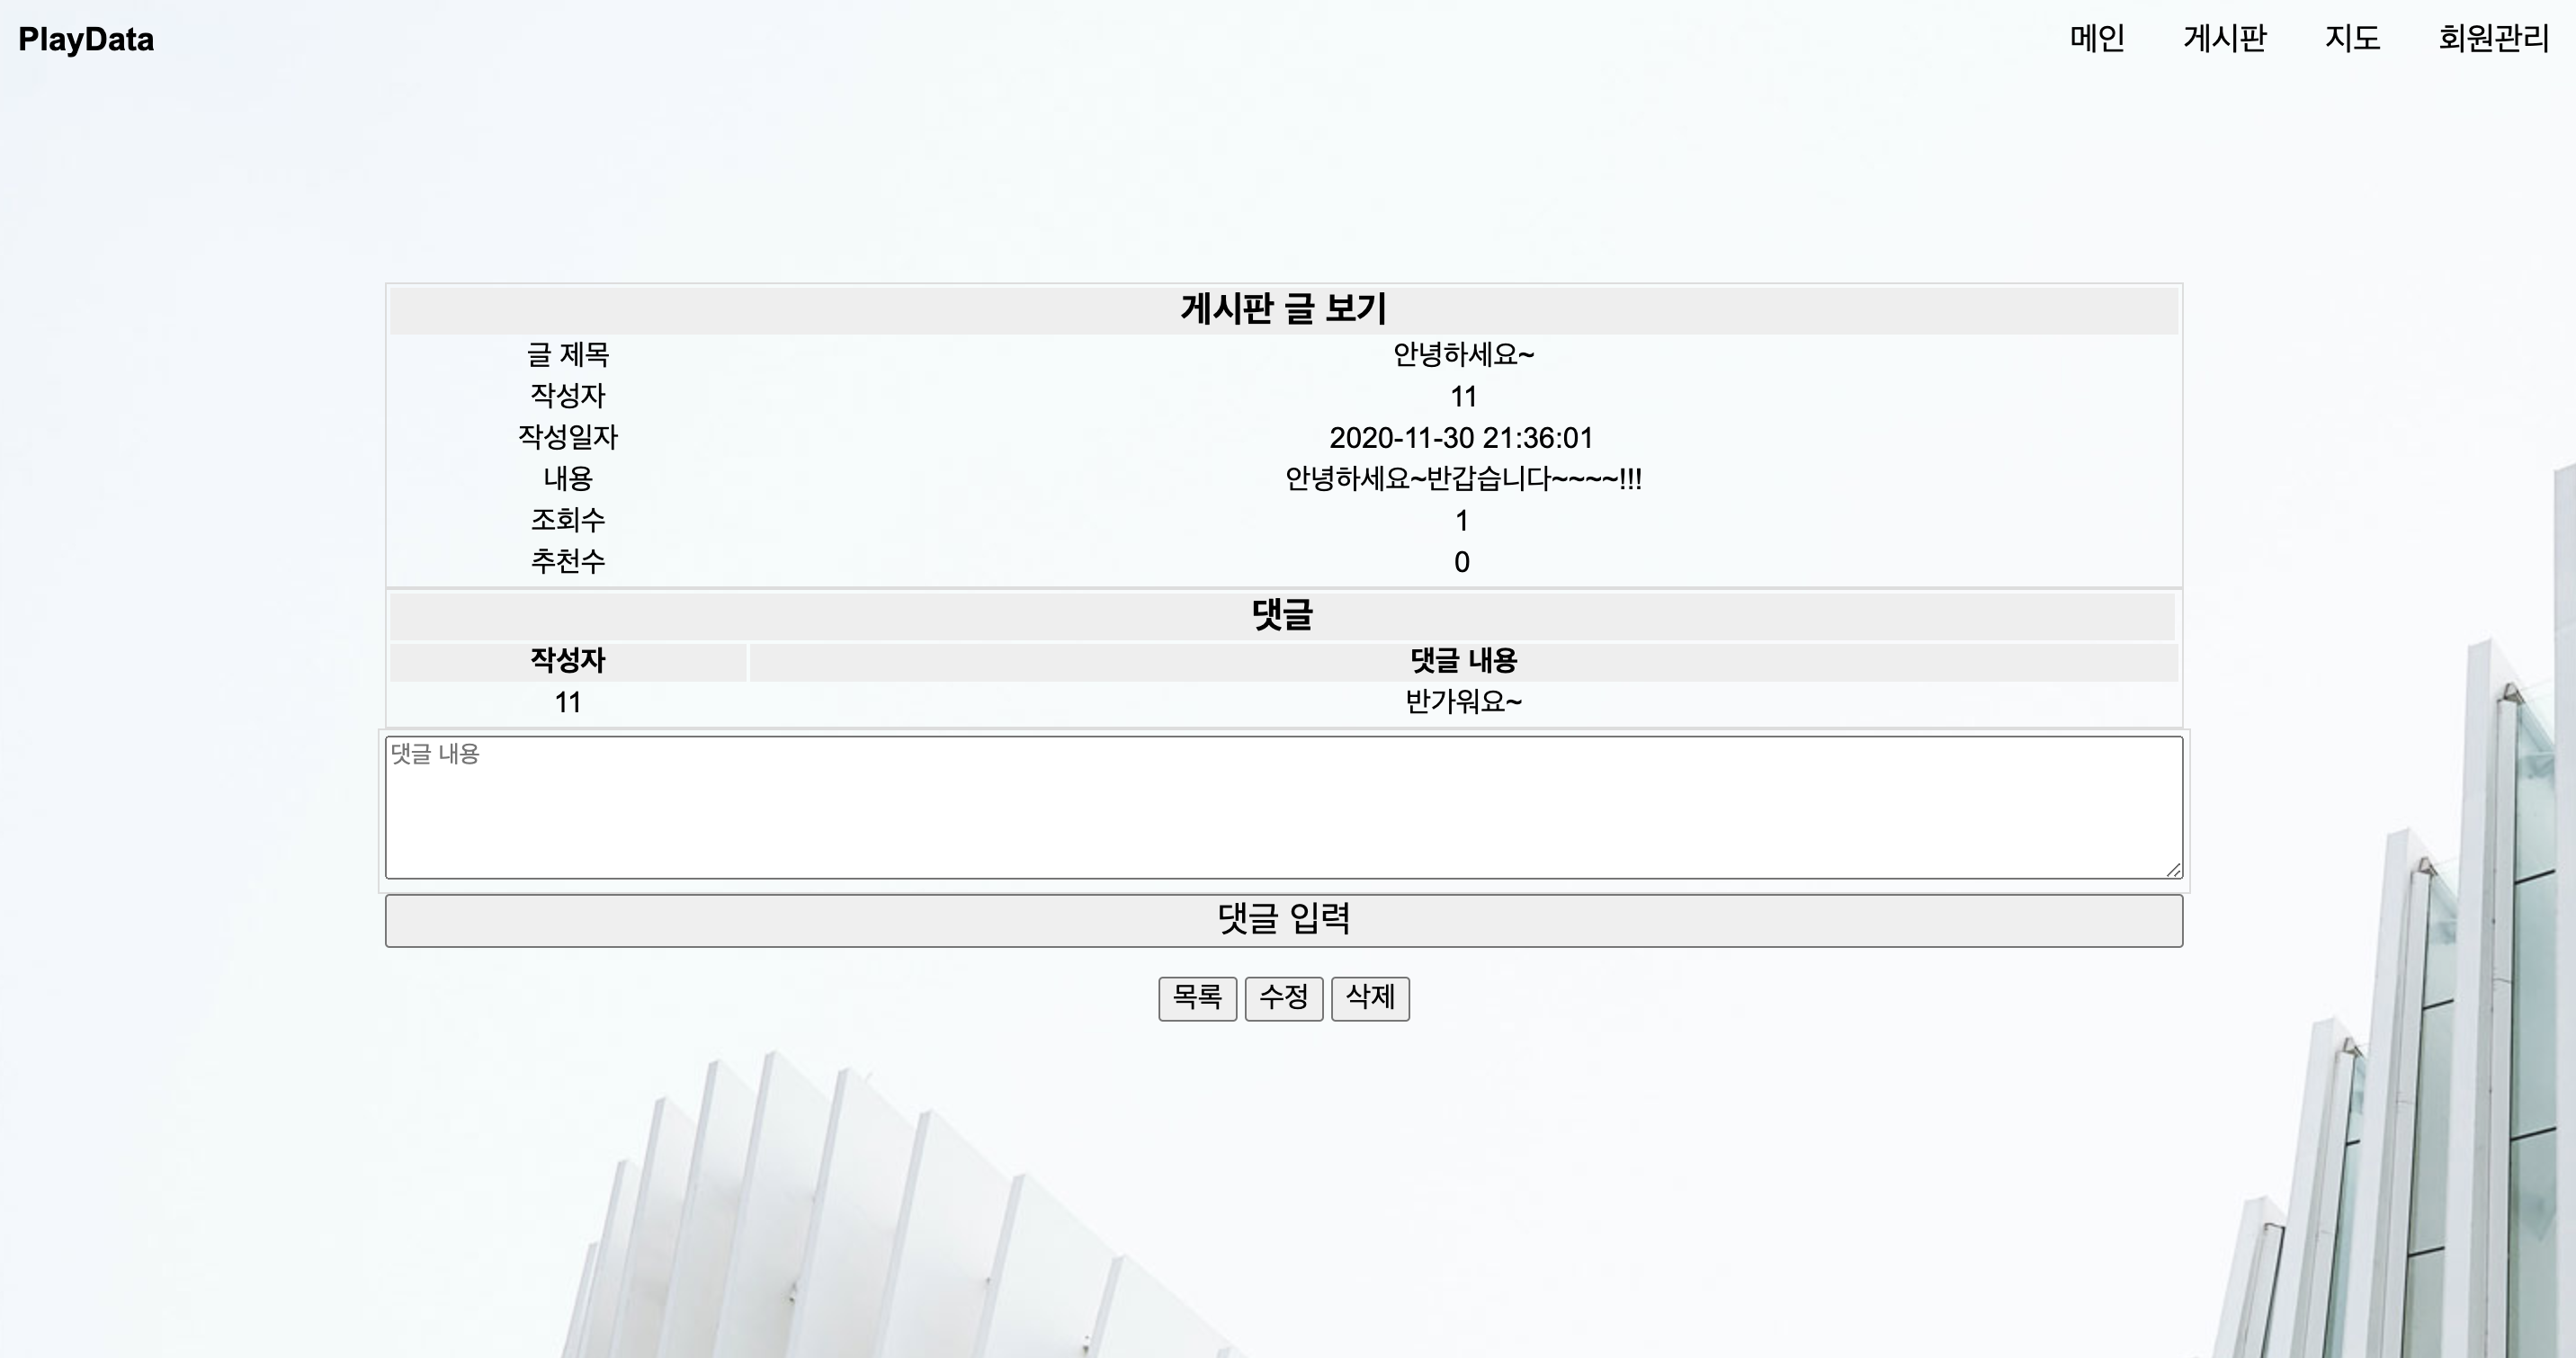 PlayData 메인 게시판 지도 회원관리
게시판 글 보기
글 제목 안녕하세요~
작성자 11
작성일자 2020-11-30 21:36:01
내용 안녕하세요~반갑습니다~~~~!!!
조회수 1
추천수 0
댓글
작성자 댓글 내용
11 반가워요~
댓글 내용
댓글 입력
목록 수정 삭제